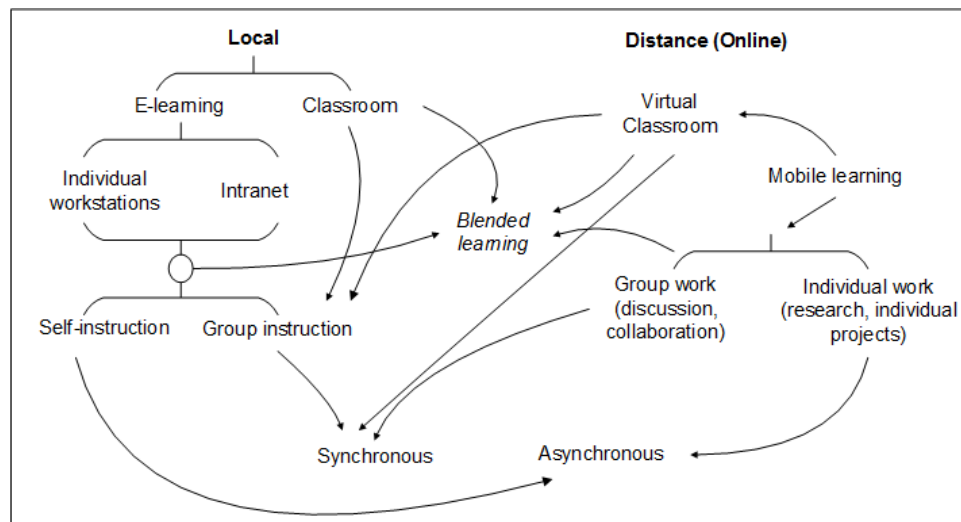 Local
Distance (Online)
E-learning
Classroom
Virtual
Classroom
Individual
workstations
Intranet
Mobile learning
Blended
learning
Self-instruction
Group instruction
Group work
(discussion,
collaboration)
Individual work
(research, individual
projects)
Synchronous
Asynchronous